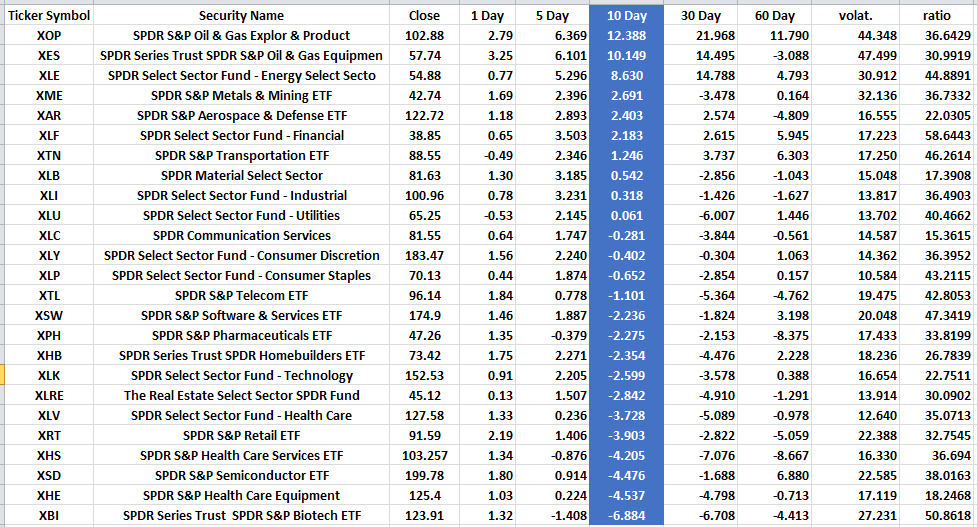 Ticker Symbol Security Name Close 1 Day 5 Day 10 Day 30 Day 60 Day volat. ratio
XOP SPDR S&P Oil & Gas Explor & Product 102.88 2.79 6.369 12.388 21.968 11.790 44.348 36.6429
XES SPDR Series Trust SPDR S&P Oil & Gas Equipmen 57.74 3.25 6.101 10.149 14.495 -3.088 47.499 30.9919
XLE SPDR Select Sector Fund - Energy Select Secto 54.88 0.77 5.296 8.630 14.788 4.793 30.912 44.8891
XME SPDR S&P Metals & Mining ETF 42.74 1.69 2.396 2.691 -3.478 0.164 32.136 36.7332
XAR SPDR S&P Aerospace & Defense ETF 122.72 1.18 2.893 2.403 2.574 -4.809 16.555 22.0305
XLF SPDR Select Sector Fund - Financial 38.85 0.65 3.503 2.183 2.615 5.945 17.223 58.6443
XTN SPDR S&P Transportation ETF 88.55 -0.49 2.346 1.246 3.737 6.303 17.250 46.2614
XLB SPDR Material Select Sector 81.63 1.30 3.185 0.542 -2.856 -1.043 15.048 17.3908
XLI SPDR Select Sector Fund - Industrial 100.96 0.78 3.231 0.318 -1.426 -1.627 13.817 36.4903
XLU SPDR Select Sector Fund - Utilities 65.25 -0.53 2.145 0.061 -6.007 1.446 13.702 40.4662
XLC SPDR Communication Services 81.55 0.64 1.747 -0.281 -3.844 -0.561 14.587 15.3615
XLY SPDR Select Sector Fund - Consumer Discretion 183.47 1.56 2.240 -0.402 -0.304 1.063 14.362 36.3952
XLP SPDR Select Sector Fund - Consumer Staples 70.13 0.44 1.874 -0.652 -2.854 0.157 10.584 43.2115
XTL SPDR S&P Telecom ETF 96.14 1.84 0.778 -1.101 -5.364 -4.762 19.475 42.8053
XSW SPDR S&P Software & Services ETF 174.9 1.46 1.887 -2.236 -1.824 3.198 20.048 47.3419
XPH SPDR S&P Pharmaceuticals ETF 47.26 1.35 -0.379 -2.275 -2.153 -8.375 17.433 33.8199
XHB SPDR Series Trust SPDR Homebuilders ETF 73.42 1.75 2.271 -2.354 -4.476 2.228 18.236 26.7839
XLK SPDR Select Sector Fund - Technology 152.53 0.91 2.205 -2.599 -3.578 0.388 16.654 22.7511
XLRE The Real Estate Select Sector SPDR Fund 45.12 0.13 1.507 -2.842 -4.910 -1.291 13.914 30.0902
XLV SPDR Select Sector Fund - Health Care 127.58 1.33 0.236 -3.728 -5.089 -0.978 12.640 35.0713
XRT SPDR S&P Retail ETF 91.59 2.19 1.406 -3.903 -2.822 -5.059 22.388 32.7545
XHS SPDR S&P Health Care Services ETF 103.257 1.34 -0.876 -4.205 -7.076 -8.667 16.330 36.694
XSD SPDR S&P Semiconductor ETF 199.78 1.80 0.914 -4.476 -1.688 6.880 22.585 38.0163
XHE SPDR S&P Health Care Equipment 125.4 1.03 0.224 -4.537 -4.798 -0.713 17.119 18.2468
XBI SPDR Series Trust SPDR S&P Biotech ETF 123.91 1.32 -1.408 -6.884 -6.708 -4.413 27.231 50.8618